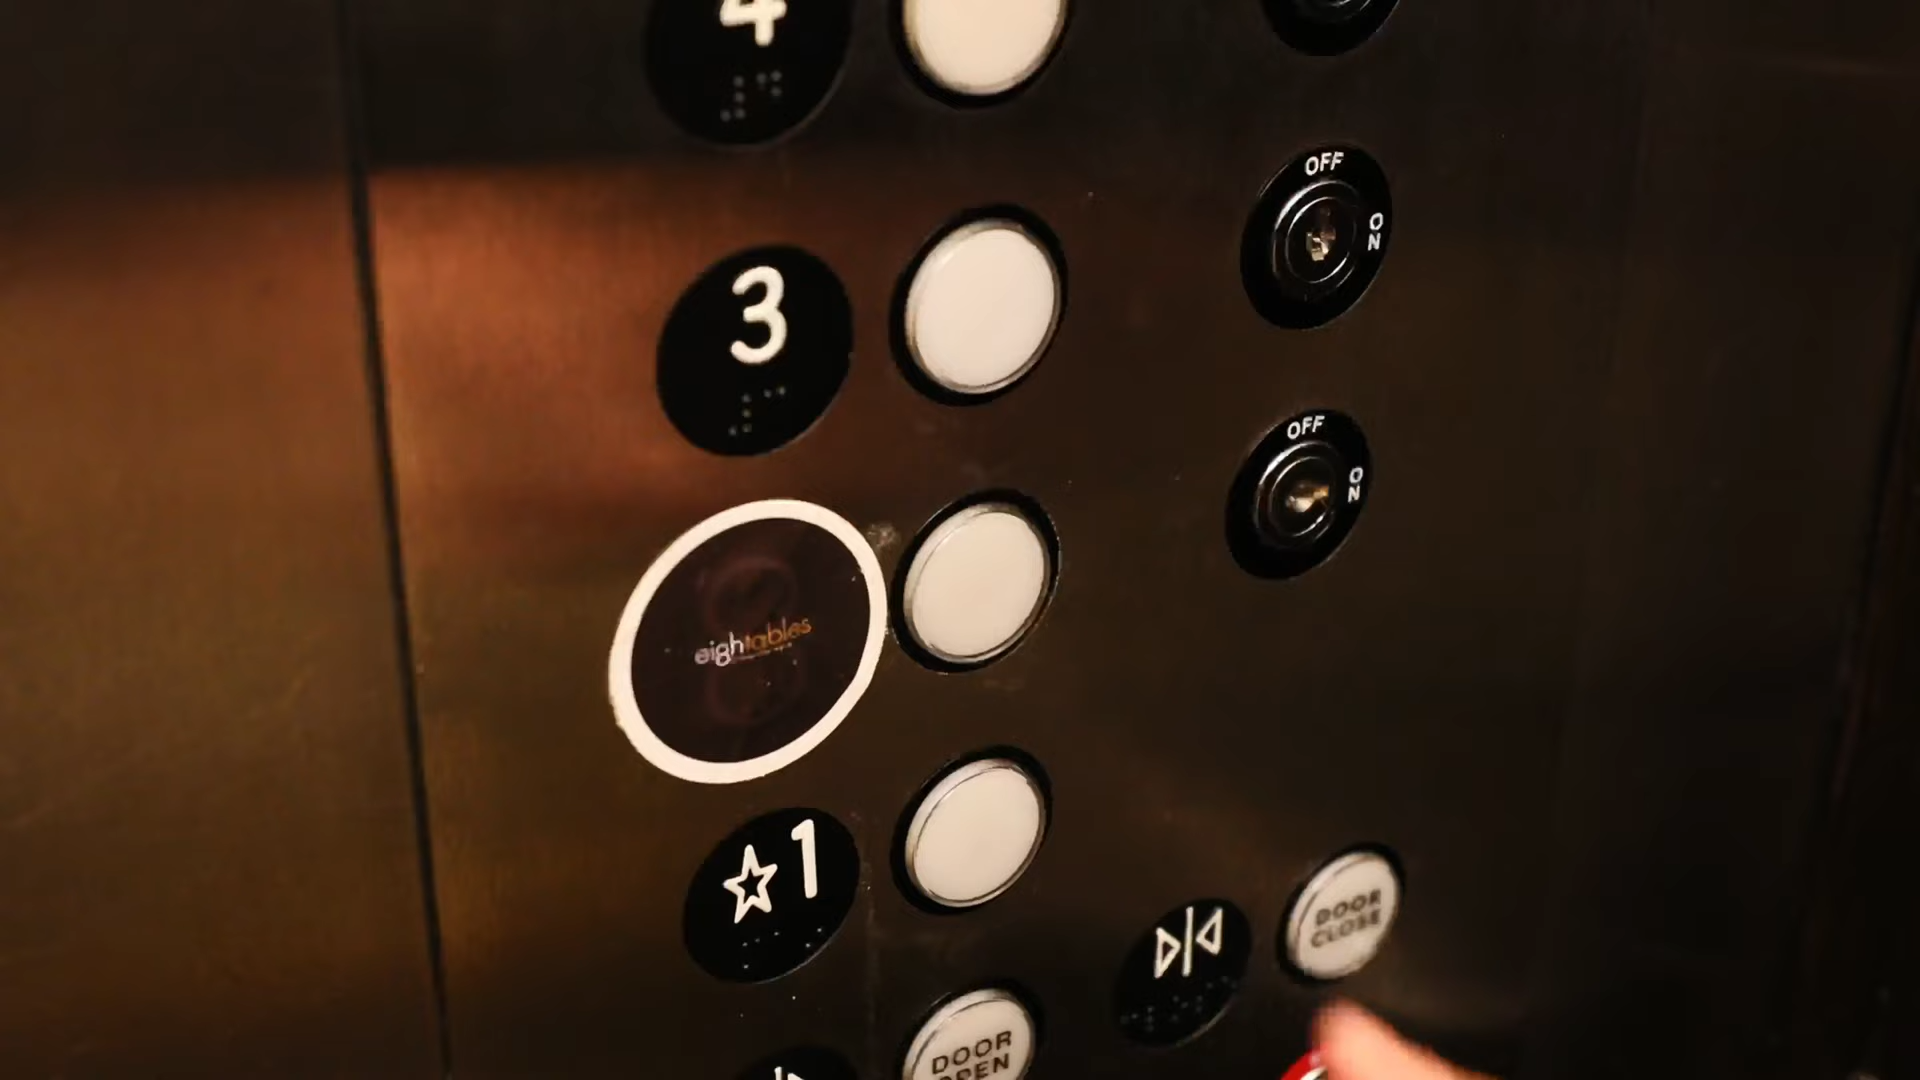 4
OFF
ON
3
OFF
ON
eightables
☆1
DOOR
CLOSE
DOOR
OPEN